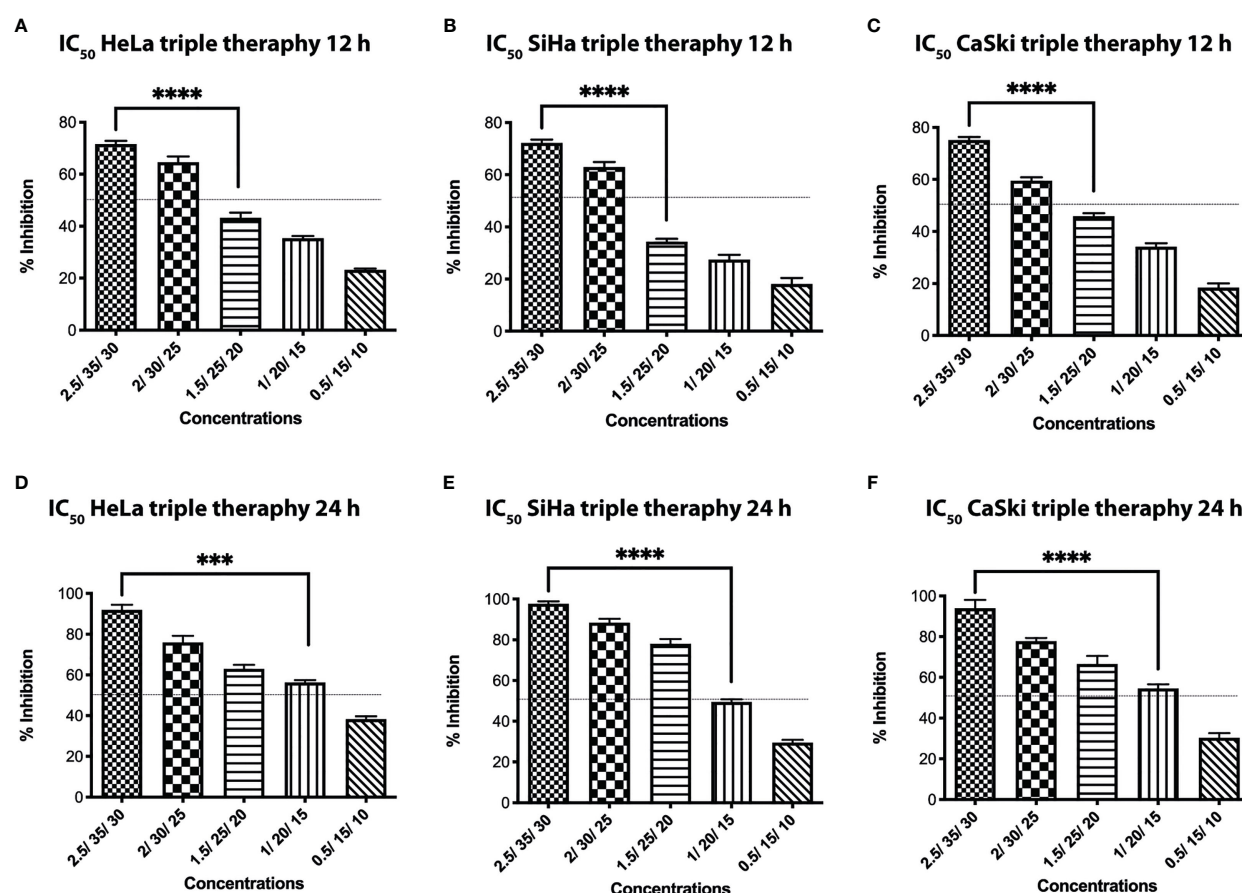 A
IC50 HeLa triple theraphy 12 h
****
% Inhibition
80
60
40
20
0
2.5/ 35/ 30
2/ 30/ 25
1.5/ 25/ 20
1/ 20/ 15
0.5/ 15/ 10
Concentrations
B
IC50 SiHa triple theraphy 12 h
****
% Inhibition
80
60
40
20
0
2.5/ 35/ 30
2/ 30/ 25
1.5/ 25/ 20
1/ 20/ 15
0.5/ 15/ 10
Concentrations
C
IC50 CaSki triple theraphy 12 h
****
% Inhibition
80
60
40
20
0
2.5/ 35/ 30
2/ 30/ 25
1.5/ 25/ 20
1/ 20/ 15
0.5/ 15/ 10
Concentrations
D
IC50 HeLa triple theraphy 24 h
***
% Inhibition
100
80
60
40
20
0
2.5/ 35/ 30
2/ 30/ 25
1.5/ 25/ 20
1/ 20/ 15
0.5/ 15/ 10
Concentrations
E
IC50 SiHa triple theraphy 24 h
****
% Inhibition
100
80
60
40
20
0
2.5/ 35/ 30
2/ 30/ 25
1.5/ 25/ 20
1/ 20/ 15
0.5/ 15/ 10
Concentrations
F
IC50 CaSki triple theraphy 24 h
****
% Inhibition
100
80
60
40
20
0
2.5/ 35/ 30
2/ 30/ 25
1.5/ 25/ 20
1/ 20/ 15
0.5/ 15/ 10
Concentrations